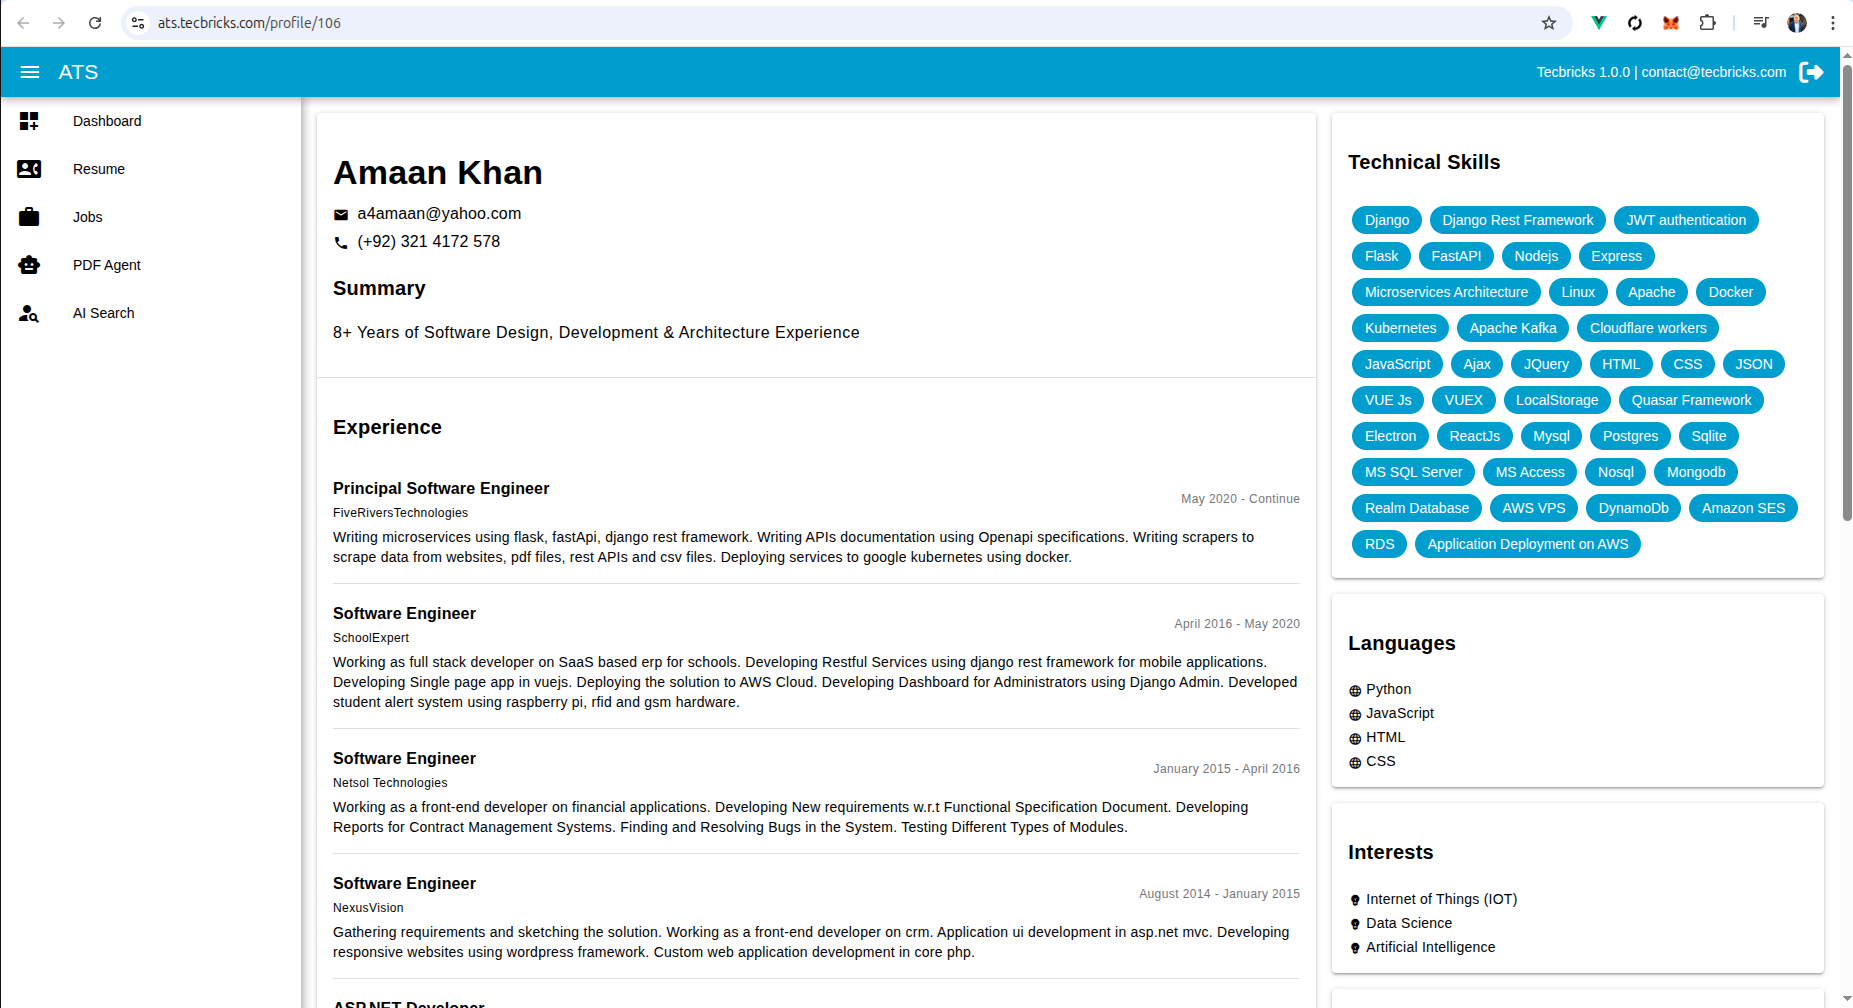 ats.tecbricks.com/profile/106
ATS
Tecbricks 1.0.0 | contact@tecbricks.com
Dashboard
Resume
Jobs
PDF Agent
AI Search
Amaan Khan
a4amaan@yahoo.com
(+92) 321 4172 578
Summary
8+ Years of Software Design, Development & Architecture Experience
Experience
Principal Software Engineer
May 2020 - Continue
FiveRiversTechnologies
Writing microservices using flask, fastApi, django rest framework. Writing APIs documentation using Openapi specifications. Writing scrapers to
scrape data from websites, pdf files, rest APIs and csv files. Deploying services to google kubernetes using docker.
Software Engineer
April 2016 - May 2020
SchoolExpert
Working as full stack developer on SaaS based erp for schools. Developing Restful Services using django rest framework for mobile applications.
Developing Single page app in vuejs. Deploying the solution to AWS Cloud. Developing Dashboard for Administrators using Django Admin. Developed
student alert system using raspberry pi, rfid and gsm hardware.
Software Engineer
January 2015 - April 2016
Netsol Technologies
Working as a front-end developer on financial applications. Developing New requirements w.r.t Functional Specification Document. Developing
Reports for Contract Management Systems. Finding and Resolving Bugs in the System. Testing Different Types of Modules.
Software Engineer
August 2014 - January 2015
NexusVision
Gathering requirements and sketching the solution. Working as a front-end developer on crm. Application ui development in asp.net mvc. Developing
responsive websites using wordpress framework. Custom web application development in core php.
ASP.NET Developer
Technical Skills
Django Django Rest Framework JWT authentication
Flask FastAPI Nodejs Express
Microservices Architecture Linux Apache Docker
Kubernetes Apache Kafka Cloudflare workers
JavaScript Ajax JQuery HTML CSS JSON
VUE Js VUEX LocalStorage Quasar Framework
Electron ReactJs Mysql Postgres Sqlite
MS SQL Server MS Access Nosql Mongodb
Realm Database AWS VPS DynamoDb Amazon SES
RDS Application Deployment on AWS
Languages
Python
JavaScript
HTML
CSS
Interests
Internet of Things (IOT)
Data Science
Artificial Intelligence